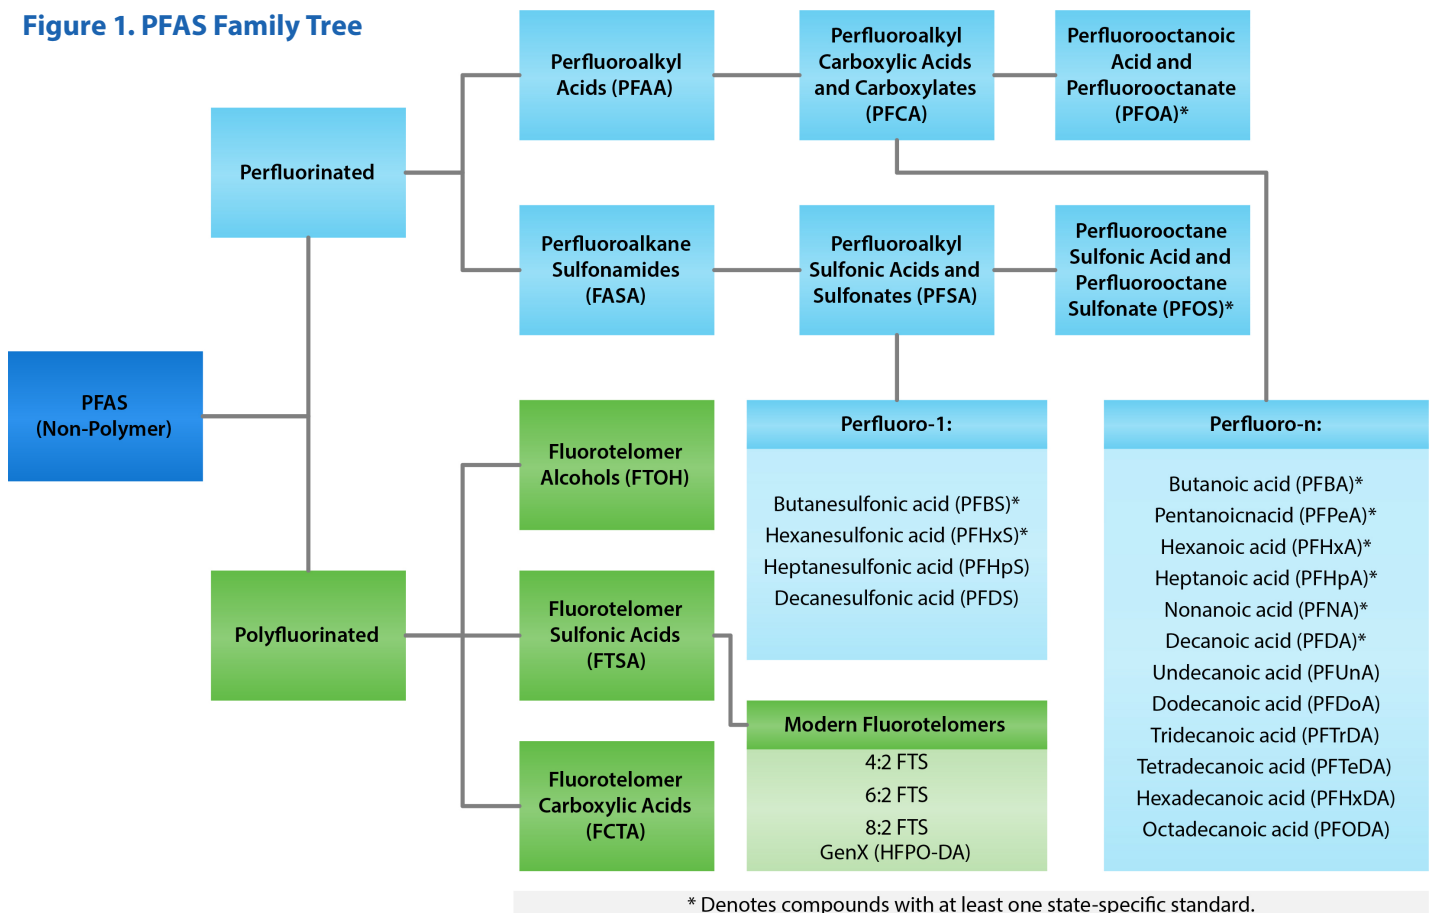 Figure 1. PFAS Family Tree
Perfluoroalkyl
Acids (PFAA)
Perfluoroalkyl
Carboxylic Acids
and Carboxylates
(PFCA)
Perfluorooctanoic
Acid and
Perfluorooctanate
(PFOA)*
Perfluorinated
Perfluoroalkane
Sulfonamides
(FASA)
Perfluoroalkyl
Sulfonic Acids and
Sulfonates (PFSA)
Perfluorooctane
Sulfonic Acid and
Perfluorooctane
Sulfonate (PFOS)*
PFAS
(Non-Polymer)
Fluorotelomer
Alcohols (FTOH)
Perfluoro-1:
Butanesulfonic acid (PFBS)*
Hexanesulfonic acid (PFHxS)*
Heptanesulfonic acid (PFHpS)
Decanesulfonic acid (PFDS)
Perfluoro-n:
Butanoic acid (PFBA)*
Pentanoicnacid (PFPeA)*
Hexanoic acid (PFHxA)*
Heptanoic acid (PFHpA)*
Nonanoic acid (PFNA)*
Decanoic acid (PFDA)*
Undecanoic acid (PFUnA)
Dodecanoic acid (PFDoA)
Tridecanoic acid (PFTrDA)
Tetradecanoic acid (PFTeDA)
Hexadecanoic acid (PFHxDA)
Octadecanoic acid (PFODA)
Polyfluorinated
Fluorotelomer
Sulfonic Acids
(FTSA)
Modern Fluorotelomers
4:2 FTS
6:2 FTS
8:2 FTS
GenX (HFPO-DA)
Fluorotelomer
Carboxylic Acids
(FCTA)
* Denotes compounds with at least one state-specific standard.